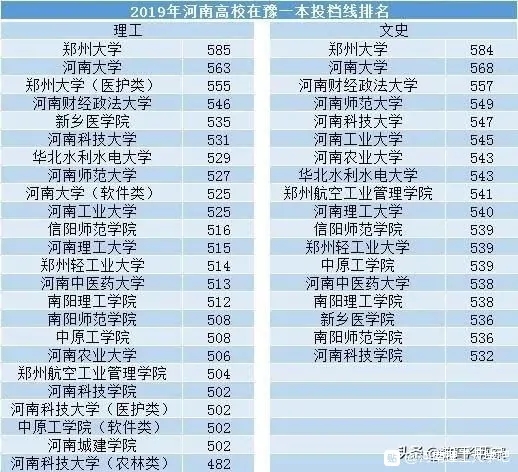 2019年河南高校在豫一本投档线排名
理工 文史
郑州大学 585 郑州大学 584
河南大学 563 河南大学 568
郑州大学（医护类） 555 河南财经政法大学 557
河南财经政法大学 546 河南师范大学 549
新乡医学院 535 河南科技大学 547
河南科技大学 531 河南工业大学 545
华北水利水电大学 529 河南农业大学 543
河南师范大学 527 华北水利水电大学 543
河南大学（软件类） 525 郑州航空工业管理学院 541
河南工业大学 525 河南理工大学 540
信阳师范学院 516 信阳师范学院 539
河南理工大学 515 郑州轻工业大学 539
郑州轻工业大学 514 中原工学院 539
河南中医药大学 513 河南中医药大学 538
南阳理工学院 512 南阳理工学院 538
南阳师范学院 508 新乡医学院 536
中原工学院 508 南阳师范学院 536
河南农业大学 506 河南科技学院 532
郑州航空工业管理学院 504
河南科技学院 502
河南科技大学（医护类） 502
中原工学院（软件类） 502
河南城建学院 502
河南科技大学（农林类） 482